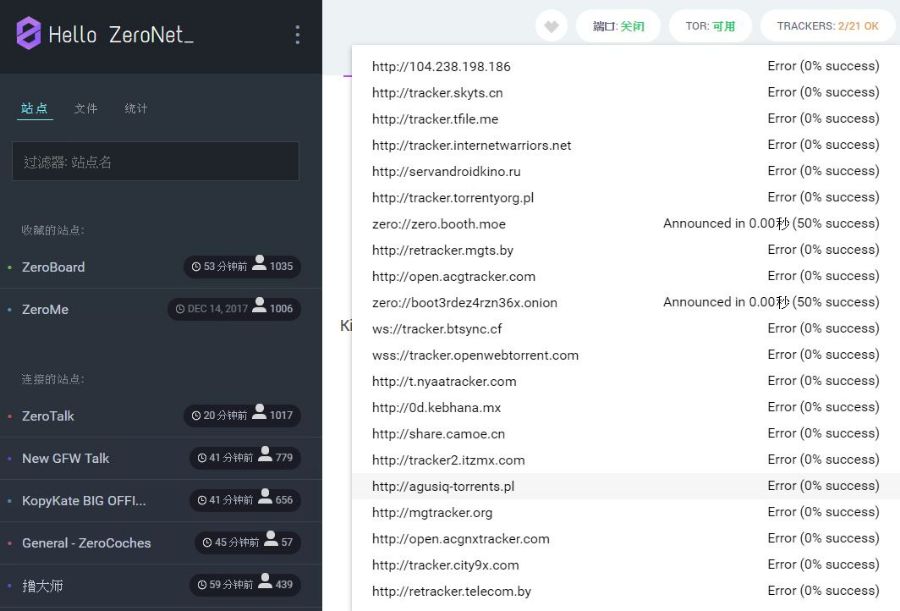 Hello ZeroNet_
站点 文件 统计
过滤器: 站点名
收藏的站点:
ZeroBoard 53 分钟前 1035
ZeroMe DEC 14, 2017 1006
连接的站点:
ZeroTalk 20 分钟前 1017
New GFW Talk 41 分钟前 779
KopyKate BIG OFFI... 41 分钟前 656
General - ZeroCoches 45 分钟前 57
撸大师 59 分钟前 439
端口: 关闭 TOR: 可用 TRACKERS: 2/21 OK
Ki
http://104.238.198.186 Error (0% success)
http://tracker.skyts.cn Error (0% success)
http://tracker.tfile.me Error (0% success)
http://tracker.internetwarriors.net Error (0% success)
http://servandroidkino.ru Error (0% success)
http://tracker.torrentyorg.pl Error (0% success)
zero://zero.booth.moe Announced in 0.00秒 (50% success)
http://retracker.mgts.by Error (0% success)
http://open.acgtracker.com Error (0% success)
zero://boot3rdez4rzn36x.onion Announced in 0.00秒 (50% success)
ws://tracker.btsync.cf Error (0% success)
wss://tracker.openwebtorrent.com Error (0% success)
http://t.nyaatracker.com Error (0% success)
http://0d.kebhana.mx Error (0% success)
http://share.camoe.cn Error (0% success)
http://tracker2.itzmx.com Error (0% success)
http://agusiq-torrents.pl Error (0% success)
http://mgtracker.org Error (0% success)
http://open.acgnxtracker.com Error (0% success)
http://tracker.city9x.com Error (0% success)
http://retracker.telecom.by Error (0% success)